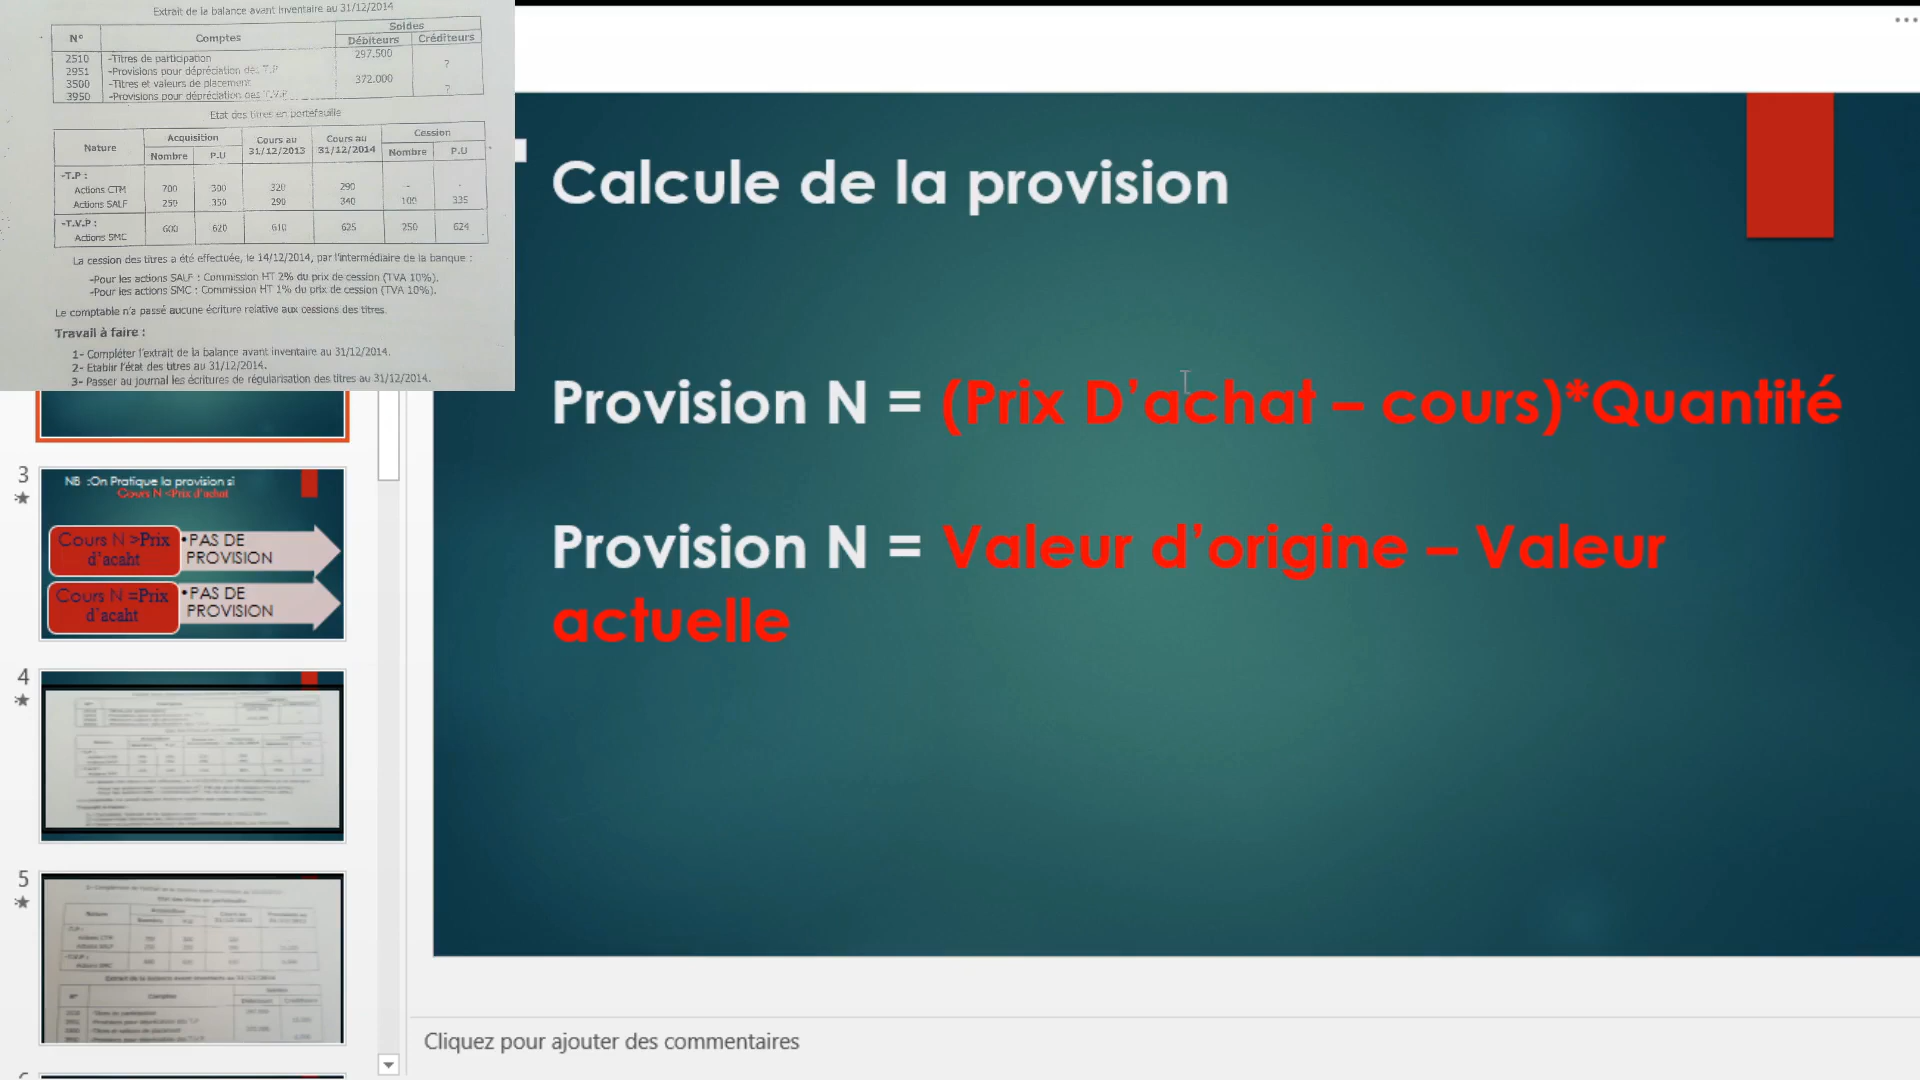 Extrait de la balance avant inventaire au 31/12/2014
N° Comptes Soldes
Débiteurs Créditeurs
2510 -Titres de participation 297.500
2951 -Provisions pour dépréciation des T.P ?
3500 -Titres et valeurs de placement 372.000
3950 -Provisions pour dépréciation des T.V.P ?
Etat des titres en portefeuille
Nature Acquisition Cours au 31/12/2013 Cours au 31/12/2014 Cession
Nombre P.U Nombre P.U
-T.P :
Actions CTM 700 300 320 290 - -
Actions SALF 250 350 290 340 100 335
-T.V.P :
Actions SMC 600 620 610 625 250 624
La cession des titres a été effectuée, le 14/12/2014, par l'intermédiaire de la banque :
-Pour les actions SALF : Commission HT 2% du prix de cession (TVA 10%).
-Pour les actions SMC : Commission HT 1% du prix de cession (TVA 10%).
Le comptable n'a passé aucune écriture relative aux cessions des titres.
Travail à faire :
1- Compléter l'extrait de la balance avant inventaire au 31/12/2014.
2- Etablir l'état des titres au 31/12/2014.
3- Passer au journal les écritures de régularisation des titres au 31/12/2014.
Calcule de la provision
Provision N = (Prix D'achat – cours)*Quantité
Provision N = Valeur d'origine – Valeur
actuelle
3
NB :On Pratique la provision si
Cours N <Prix d'achat
Cours N >Prix
d'acaht
•PAS DE
PROVISION
Cours N =Prix
d'acaht
•PAS DE
PROVISION
4
5
Cliquez pour ajouter des commentaires